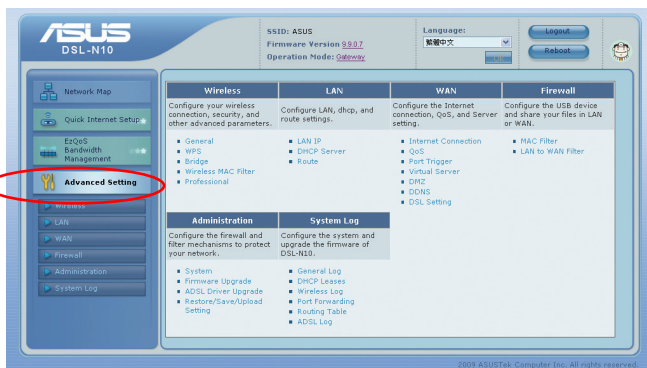 ASUS
DSL-N10
SSID: ASUS
Firmware Version 9.9.0.7
Operation Mode: Gateway
Language:
繁體中文
Logout
Reboot
Network Map
Quick Internet Setup
EzQoS
Bandwidth
Management
Advanced Setting
Wireless
LAN
WAN
Firewall
Administration
System Log
Wireless
Configure your wireless
connection, security, and
other advanced parameters.
General
WPS
Bridge
Wireless MAC Filter
Professional
LAN
Configure LAN, dhcp, and
route settings.
LAN IP
DHCP Server
Route
WAN
Configure the Internet
connection, QoS, and Server
setting.
Internet Connection
QoS
Port Trigger
Virtual Server
DMZ
DDNS
DSL Setting
Firewall
Configure the USB device
and share your files in LAN
or WAN.
MAC Filter
LAN to WAN Filter
Administration
Configure the firewall and
filter mechanisms to protect
your network.
System
Firmware Upgrade
ADSL Driver Upgrade
Restore/Save/Upload
Setting
System Log
Configure the system and
upgrade the firmware of
DSL-N10.
General Log
DHCP Leases
Wireless Log
Port Forwarding
Routing Table
ADSL Log
2009 ASUSTek Computer Inc. All rights reserved.